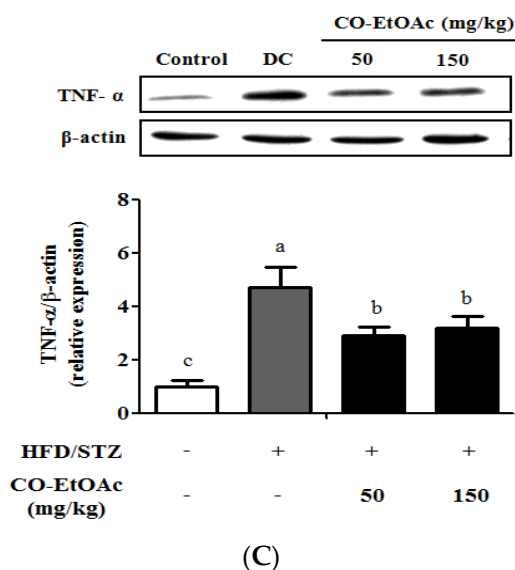 CO-EtOAc (mg/kg)
Control DC 50 150
TNF- α
β-actin
TNF-α/β-actin
(relative expression)
8
6
4
2
0
c a b b
HFD/STZ - + + +
CO-EtOAc
(mg/kg) - - 50 150
(C)